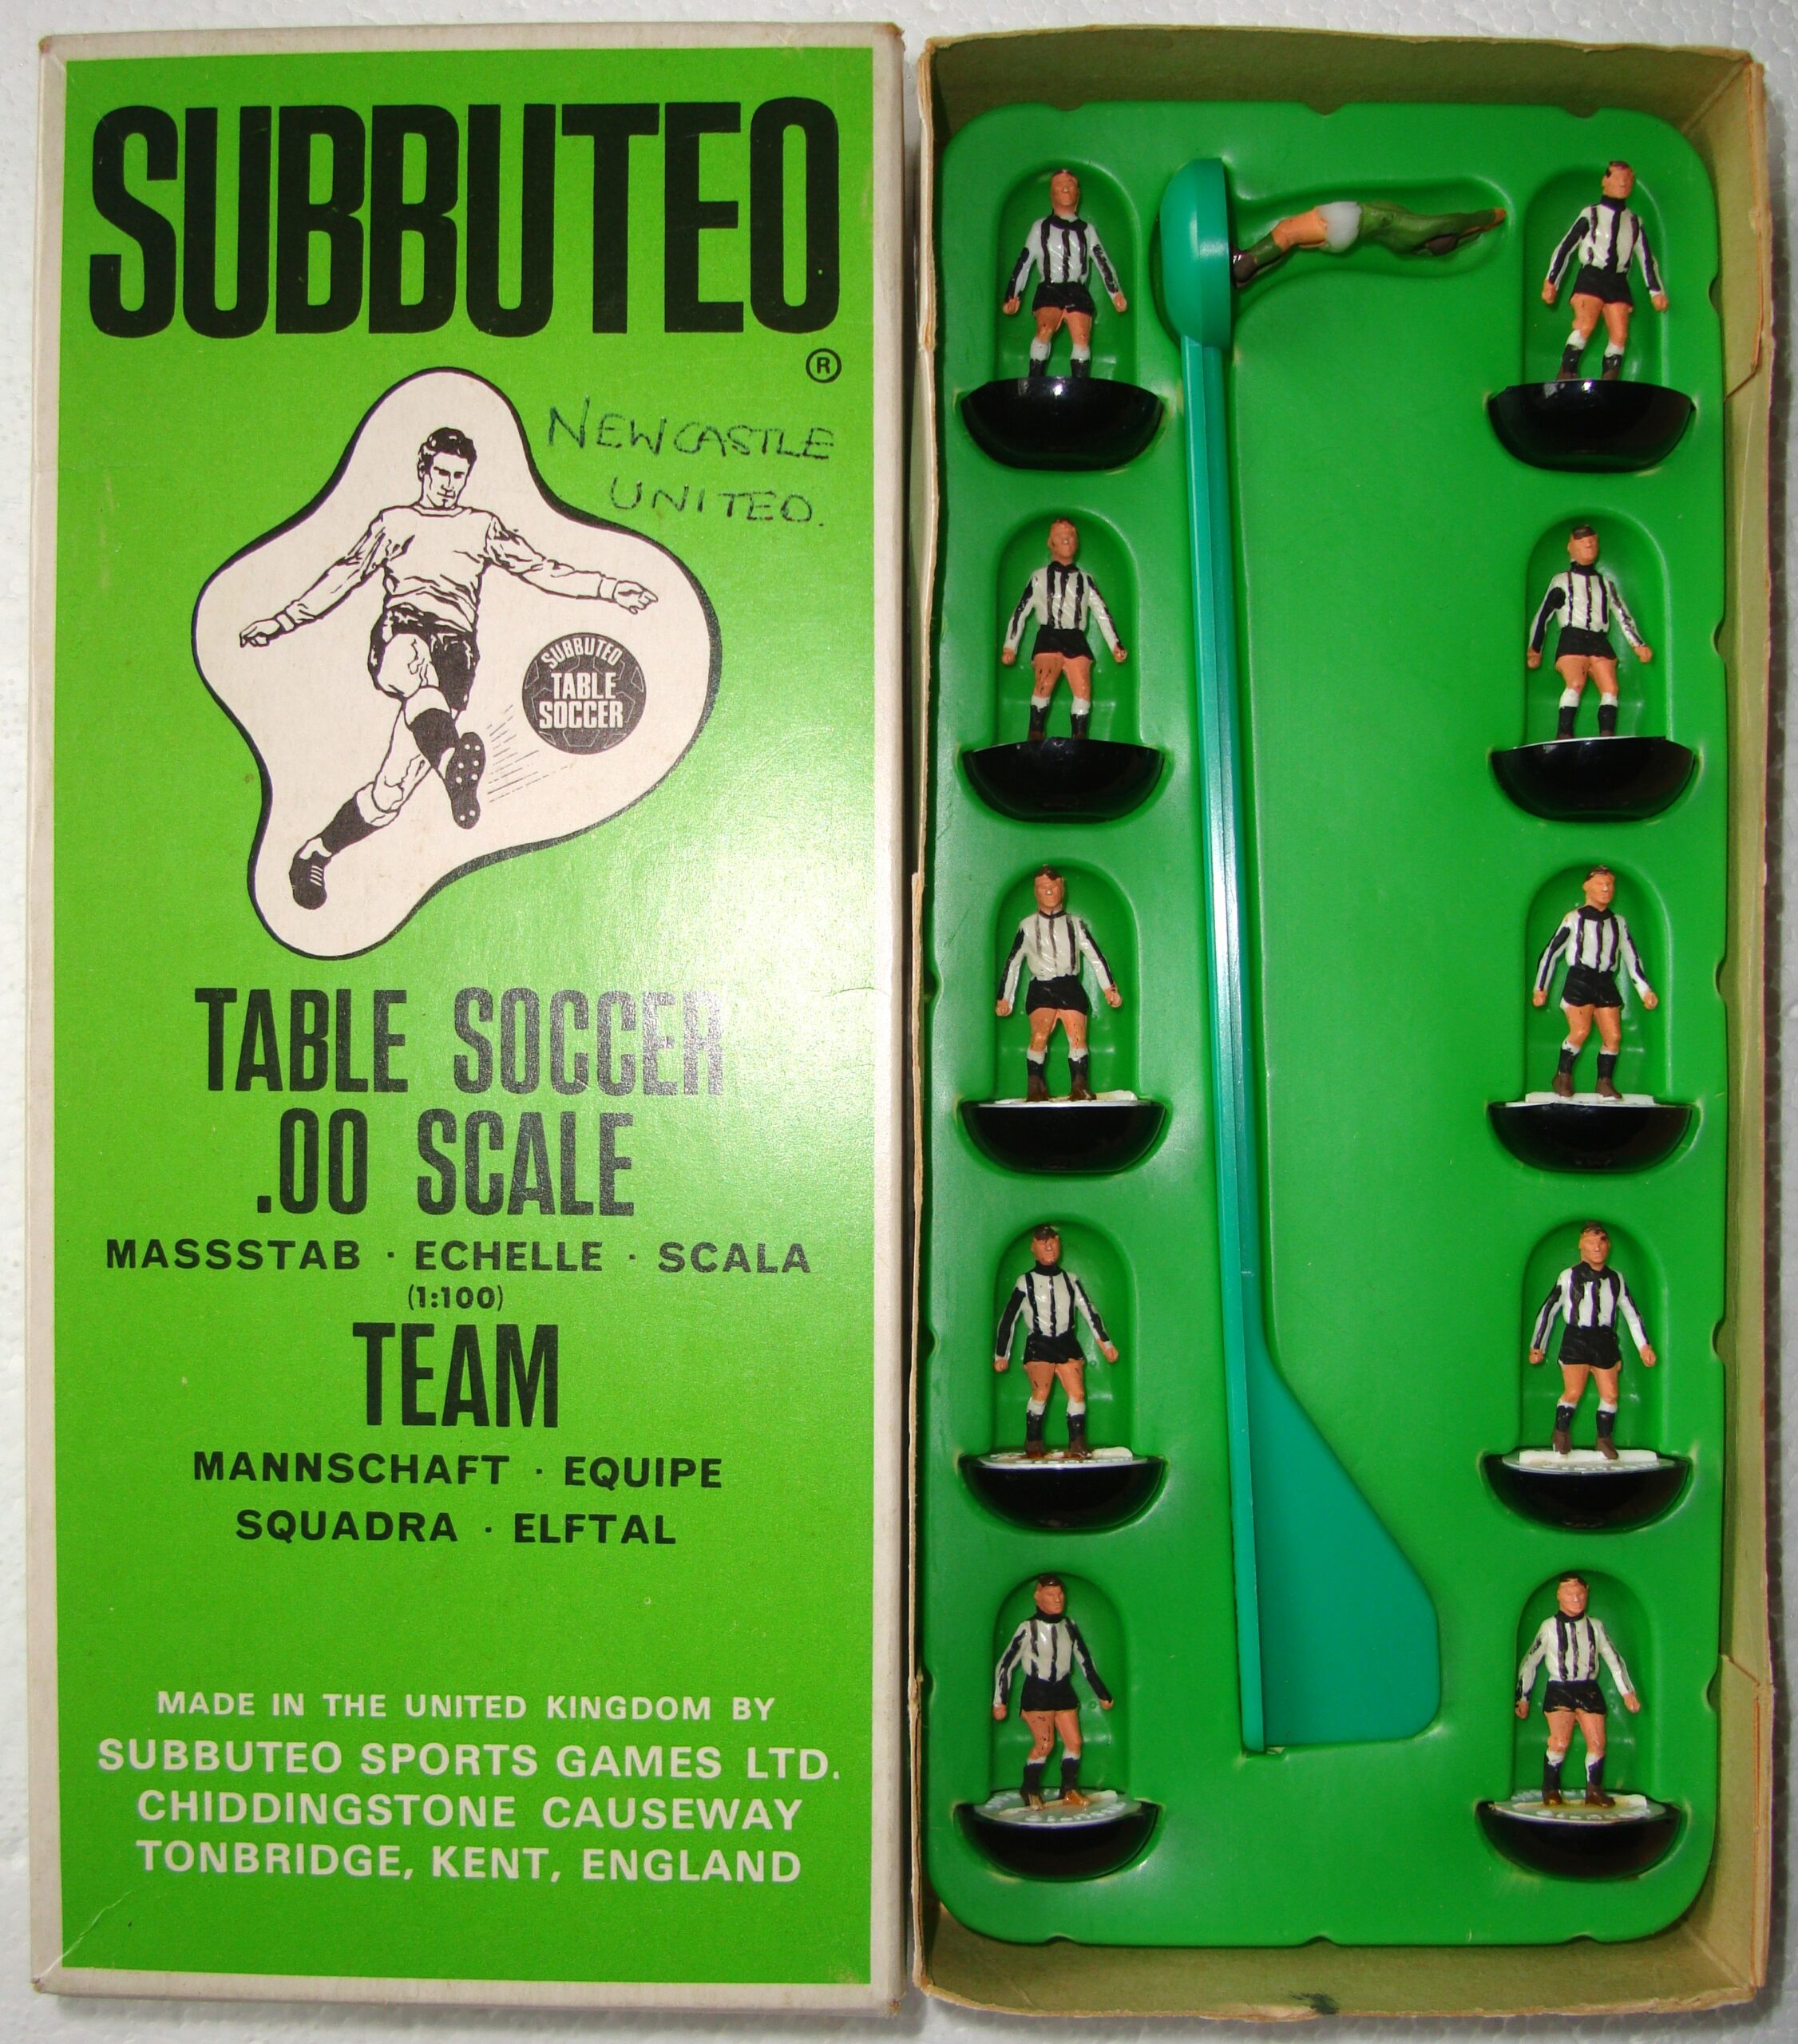 SUBBUTEO
®
NEWCASTLE
UNITED.
SUBBUTEO
TABLE
SOCCER
TABLE SOCCER
.00 SCALE
MASSSTAB · ECHELLE · SCALA
(1:100)
TEAM
MANNSCHAFT · EQUIPE
SQUADRA · ELFTAL
MADE IN THE UNITED KINGDOM BY
SUBBUTEO SPORTS GAMES LTD.
CHIDDINGSTONE CAUSEWAY
TONBRIDGE, KENT, ENGLAND